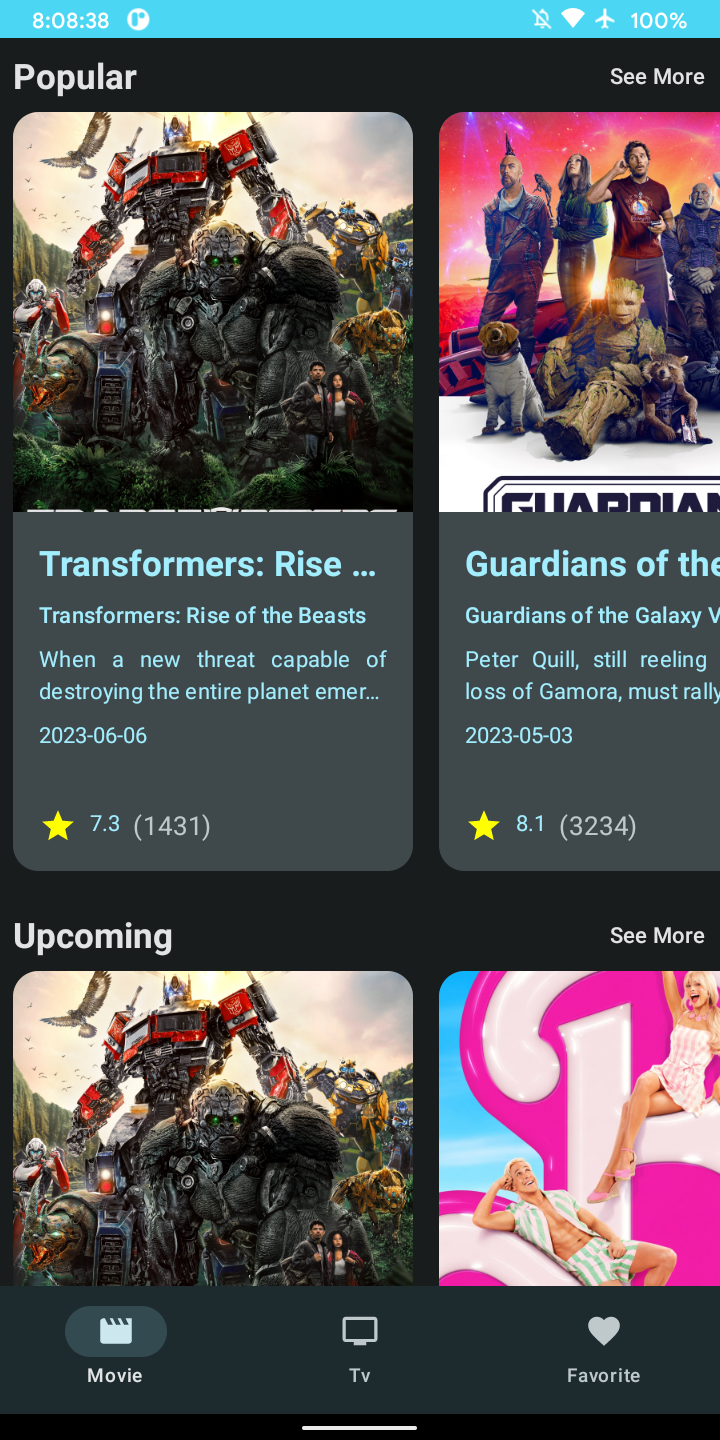 8:08:38
100%
Popular
See More
GUARDIAN
Transformers: Rise ...
Transformers: Rise of the Beasts
When a new threat capable of
destroying the entire planet emer...
2023-06-06
7.3 (1431)
Guardians of the
Guardians of the Galaxy V
Peter Quill, still reeling
loss of Gamora, must rally
2023-05-03
8.1 (3234)
Upcoming
See More
Movie
Tv
Favorite